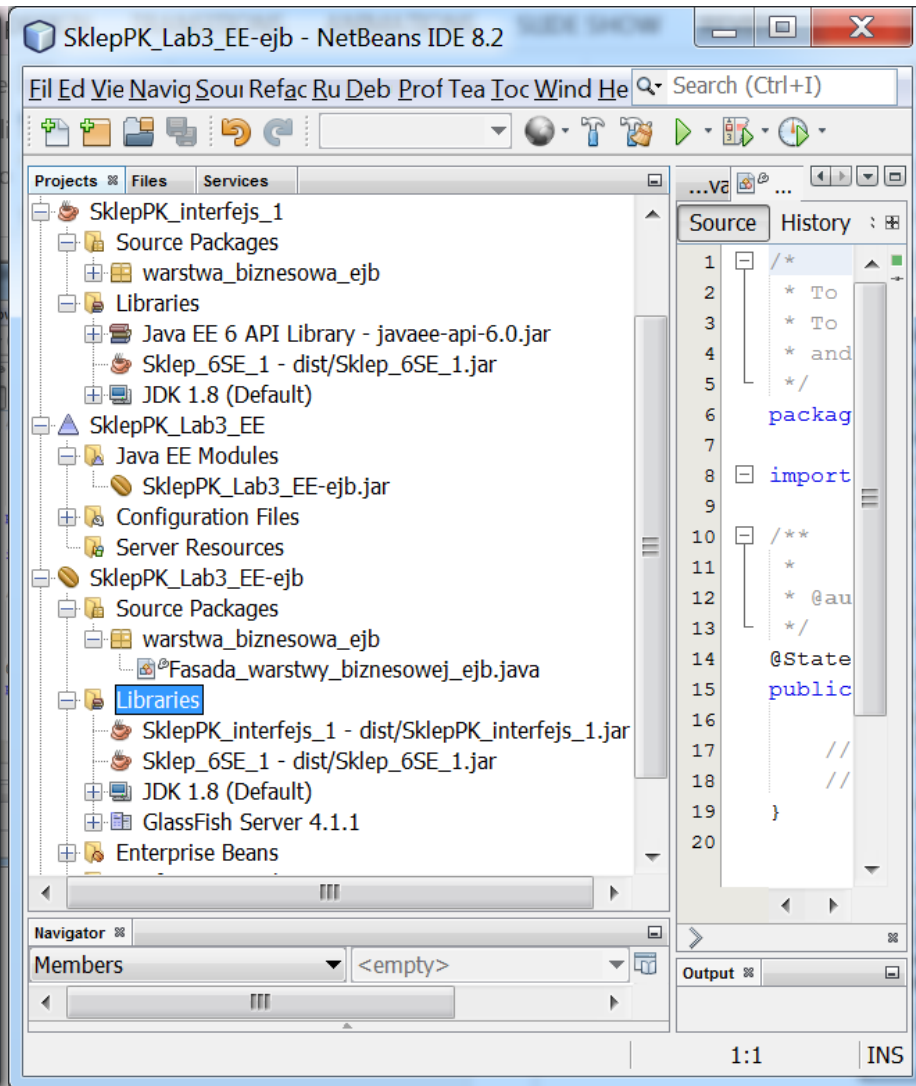 SklepPK_Lab3_EE-ejb - NetBeans IDE 8.2
Fil Ed Vie Navig Sour Refac Ru Deb Prof Tea Toc Wind He Search (Ctrl+I)
Projects Files Services
SklepPK_interfejs_1
Source Packages
warstwa_biznesowa_ejb
Libraries
Java EE 6 API Library - javaee-api-6.0.jar
Sklep_6SE_1 - dist/Sklep_6SE_1.jar
JDK 1.8 (Default)
SklepPK_Lab3_EE
Java EE Modules
SklepPK_Lab3_EE-ejb.jar
Configuration Files
Server Resources
SklepPK_Lab3_EE-ejb
Source Packages
warstwa_biznesowa_ejb
Fasada_warstwy_biznesowej_ejb.java
Libraries
SklepPK_interfejs_1 - dist/SklepPK_interfejs_1.jar
Sklep_6SE_1 - dist/Sklep_6SE_1.jar
JDK 1.8 (Default)
GlassFish Server 4.1.1
Enterprise Beans
Navigator
Members <empty>
...va ...
Source History
1 /*
2 * To
3 * To
4 * and
5 */
6 packag
7
8 import
9
10 /**
11 *
12 * @au
13 */
14 @State
15 public
16
17 //
18 //
19 }
20
Output
1:1 INS